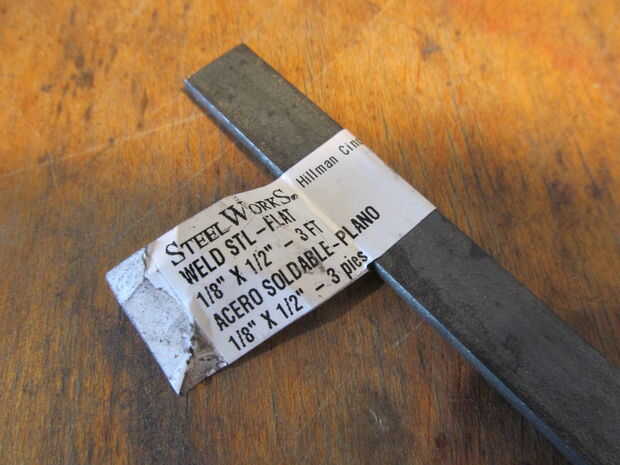 STEELWORKS®
WELD STL-FLAT
1/8" X 1/2" - 3 FT
ACERO SOLDABLE-PLANO
1/8" X 1/2" - 3 pies
Hillman